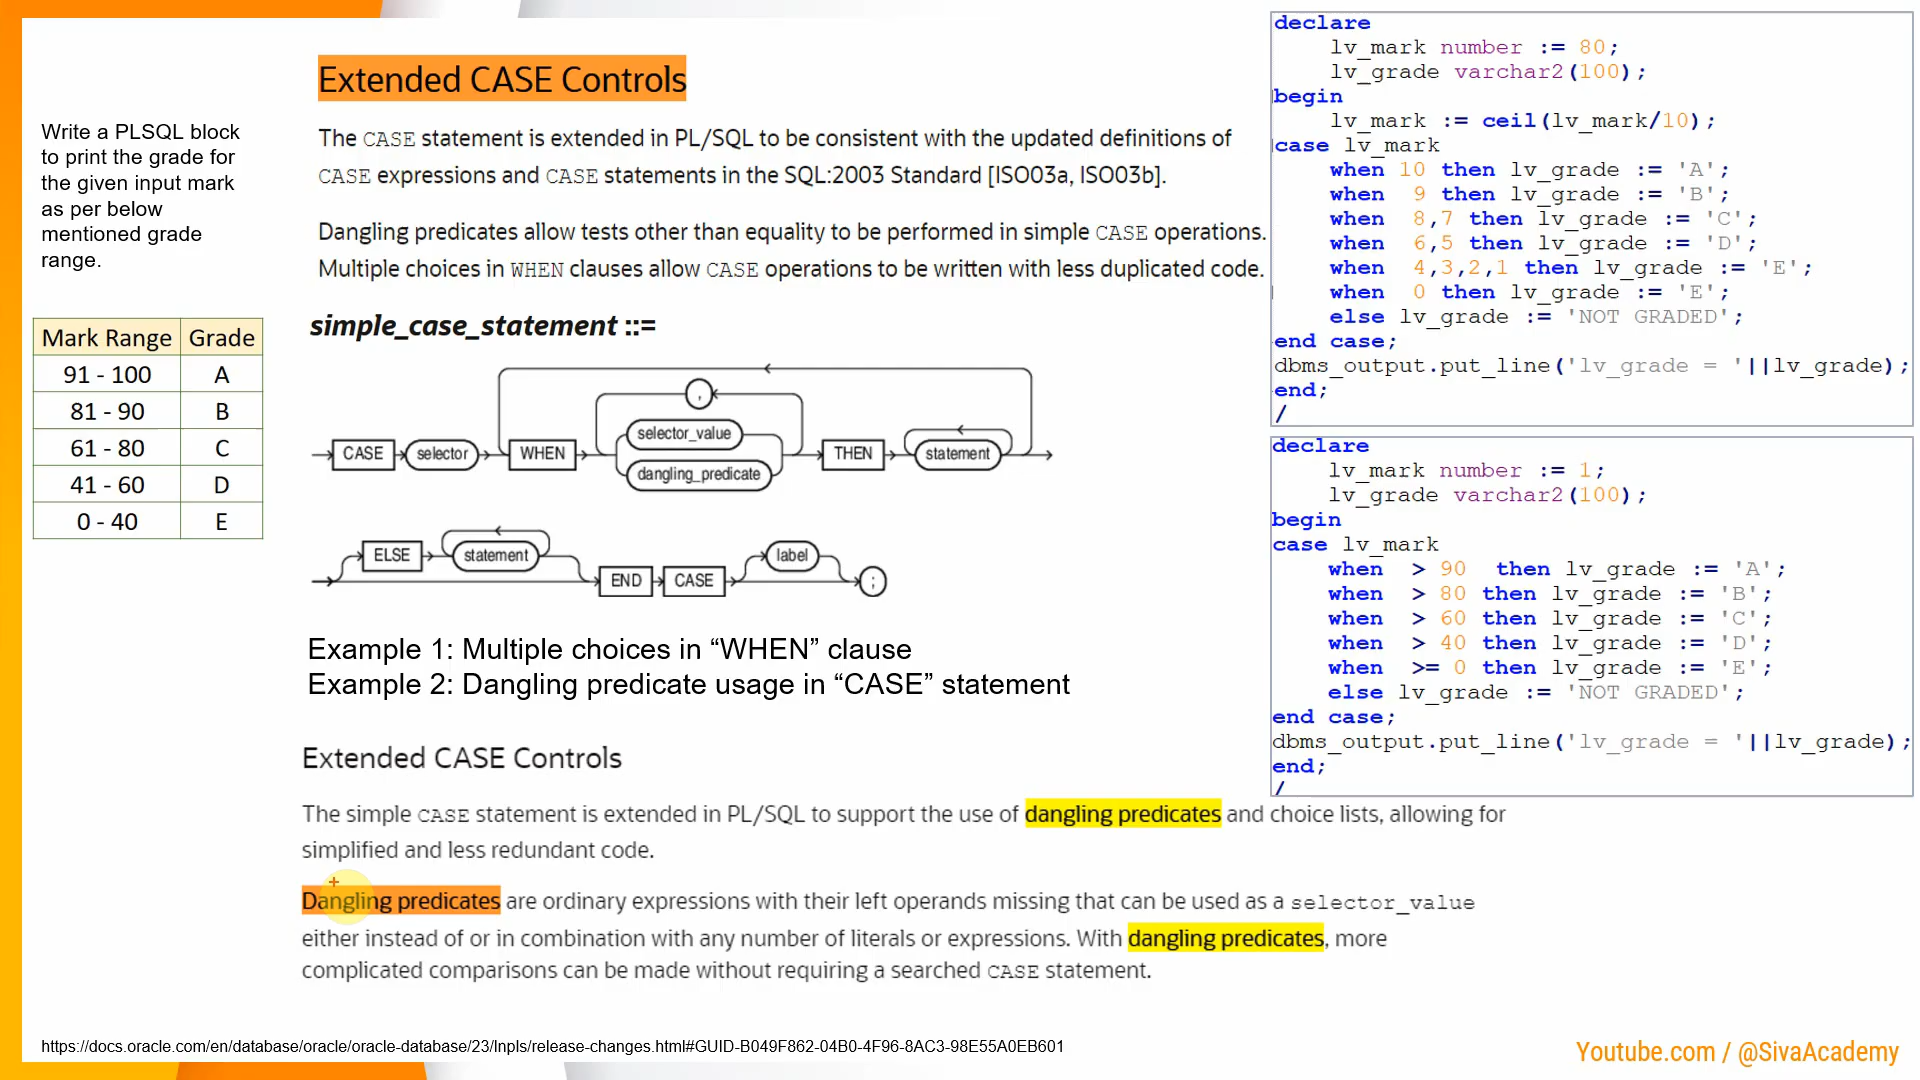 Extended CASE Controls
Write a PLSQL block
to print the grade for
the given input mark
as per below
mentioned grade
range.
Mark Range Grade
91 - 100 A
81 - 90 B
61 - 80 C
41 - 60 D
0 - 40 E
The CASE statement is extended in PL/SQL to be consistent with the updated definitions of
CASE expressions and CASE statements in the SQL:2003 Standard [ISO03a, ISO03b].
Dangling predicates allow tests other than equality to be performed in simple CASE operations.
Multiple choices in WHEN clauses allow CASE operations to be written with less duplicated code.
simple_case_statement ::=
,
selector_value
CASE selector WHEN THEN statement
dangling_predicate
ELSE statement label
END CASE ;
Example 1: Multiple choices in “WHEN” clause
Example 2: Dangling predicate usage in “CASE” statement
Extended CASE Controls
The simple CASE statement is extended in PL/SQL to support the use of dangling predicates and choice lists, allowing for
simplified and less redundant code.
Dangling predicates are ordinary expressions with their left operands missing that can be used as a selector_value
either instead of or in combination with any number of literals or expressions. With dangling predicates, more
complicated comparisons can be made without requiring a searched CASE statement.
declare
lv_mark number := 80;
lv_grade varchar2(100);
begin
lv_mark := ceil(lv_mark/10);
case lv_mark
when 10 then lv_grade := 'A';
when 9 then lv_grade := 'B';
when 8,7 then lv_grade := 'C';
when 6,5 then lv_grade := 'D';
when 4,3,2,1 then lv_grade := 'E';
when 0 then lv_grade := 'E';
else lv_grade := 'NOT GRADED';
end case;
dbms_output.put_line('lv_grade = '||lv_grade);
end;
/
declare
lv_mark number := 1;
lv_grade varchar2(100);
begin
case lv_mark
when > 90 then lv_grade := 'A';
when > 80 then lv_grade := 'B';
when > 60 then lv_grade := 'C';
when > 40 then lv_grade := 'D';
when >= 0 then lv_grade := 'E';
else lv_grade := 'NOT GRADED';
end case;
dbms_output.put_line('lv_grade = '||lv_grade);
end;
/
https://docs.oracle.com/en/database/oracle/oracle-database/23/lnpls/release-changes.html#GUID-B049F862-04B0-4F96-8AC3-98E55A0EB601
Youtube.com / @SivaAcademy